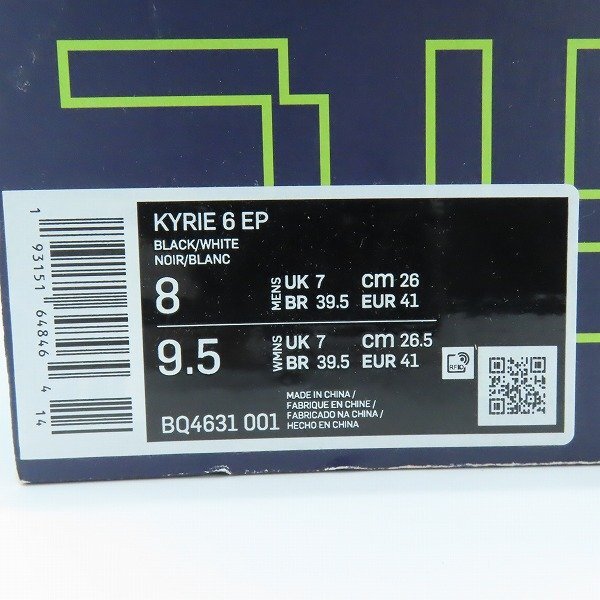 KYRIE 6 EP
BLACK/WHITE
NOIR/BLANC
8 MENS UK 7 cm 26
BR 39.5 EUR 41
9.5 WMNS UK 7 cm 26.5
BR 39.5 EUR 41
RFID
BQ4631 001
MADE IN CHINA /
FABRIQUE EN CHINE /
FABRICADO NA CHINA /
HECHO EN CHINA
1 93151 64846 4 14